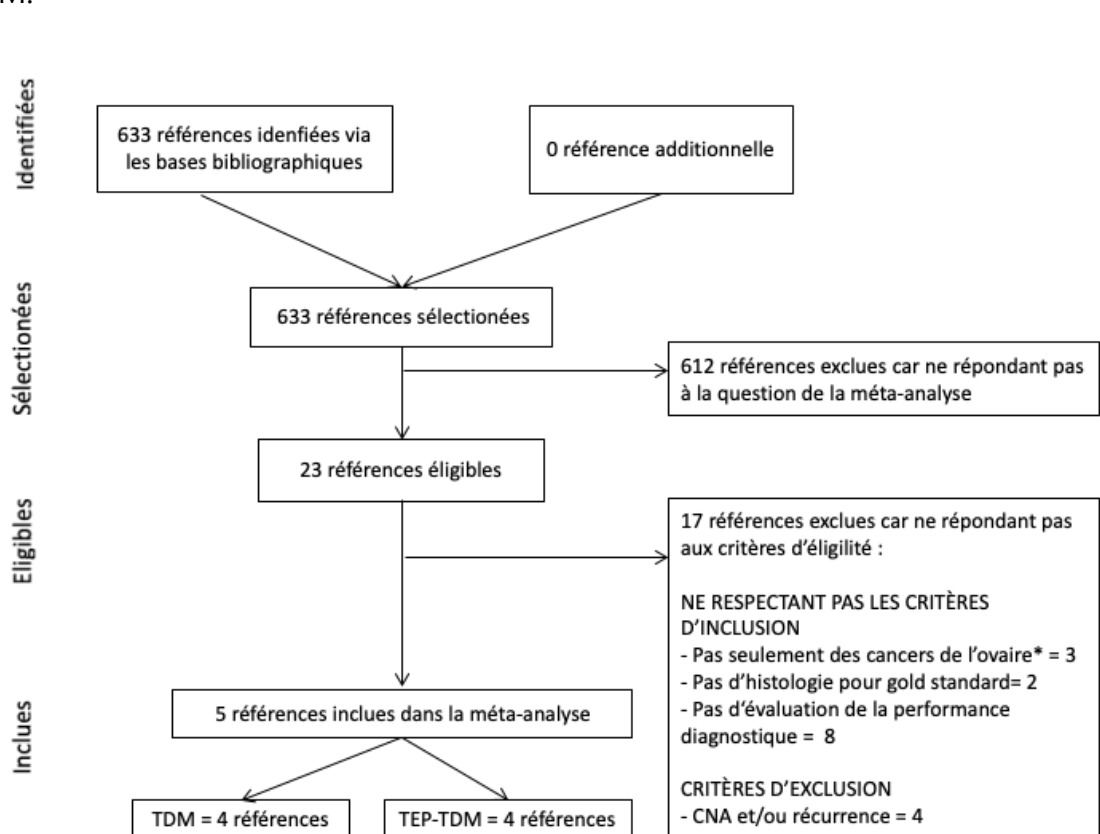 Identifiées
633 références idenfiées via
les bases bibliographiques
0 référence additionnelle
Sélectionées
633 références sélectionées
612 références exclues car ne répondant pas
à la question de la méta-analyse
23 références éligibles
Eligibles
17 références exclues car ne répondant pas
aux critères d'éligilité :
NE RESPECTANT PAS LES CRITÈRES
D'INCLUSION
- Pas seulement des cancers de l'ovaire* = 3
- Pas d'histologie pour gold standard= 2
- Pas d'évaluation de la performance
diagnostique = 8
CRITÈRES D'EXCLUSION
- CNA et/ou récurrence = 4
Inclues
5 références inclues dans la méta-analyse
TDM = 4 références
TEP-TDM = 4 références